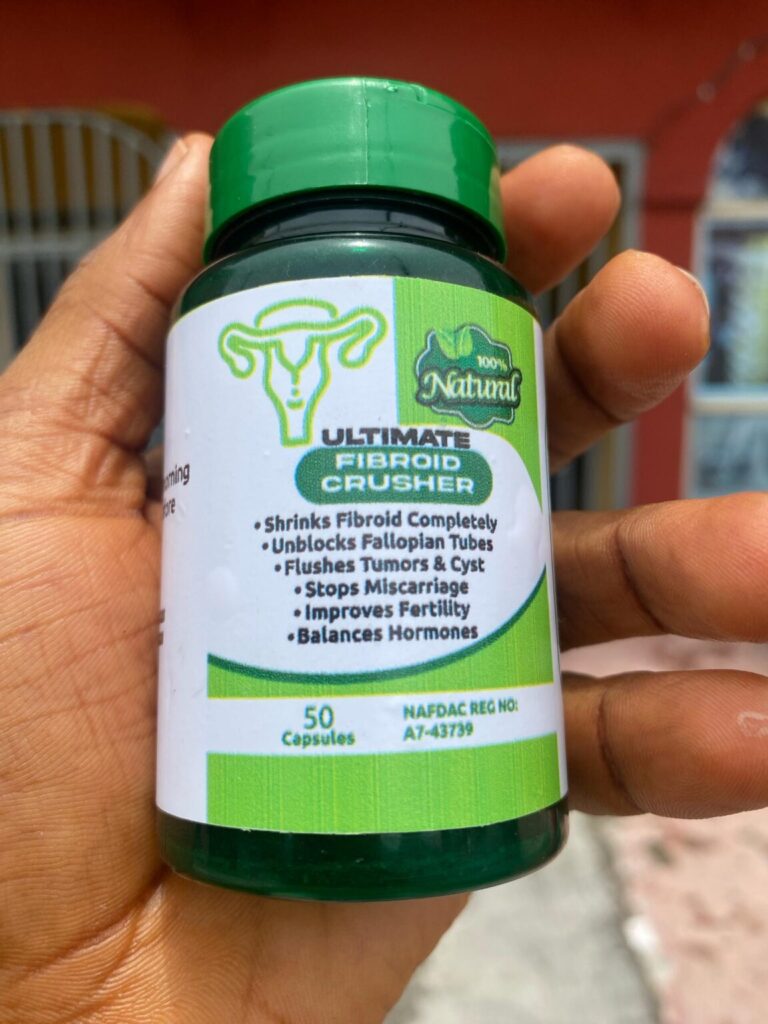 100%
Natural
ULTIMATE
FIBROID
CRUSHER
• Shrinks Fibroid Completely
• Unblocks Fallopian Tubes
• Flushes Tumors & Cyst
• Stops Miscarriage
• Improves Fertility
• Balances Hormones
50
Capsules
NAFDAC REG NO:
A7-43739